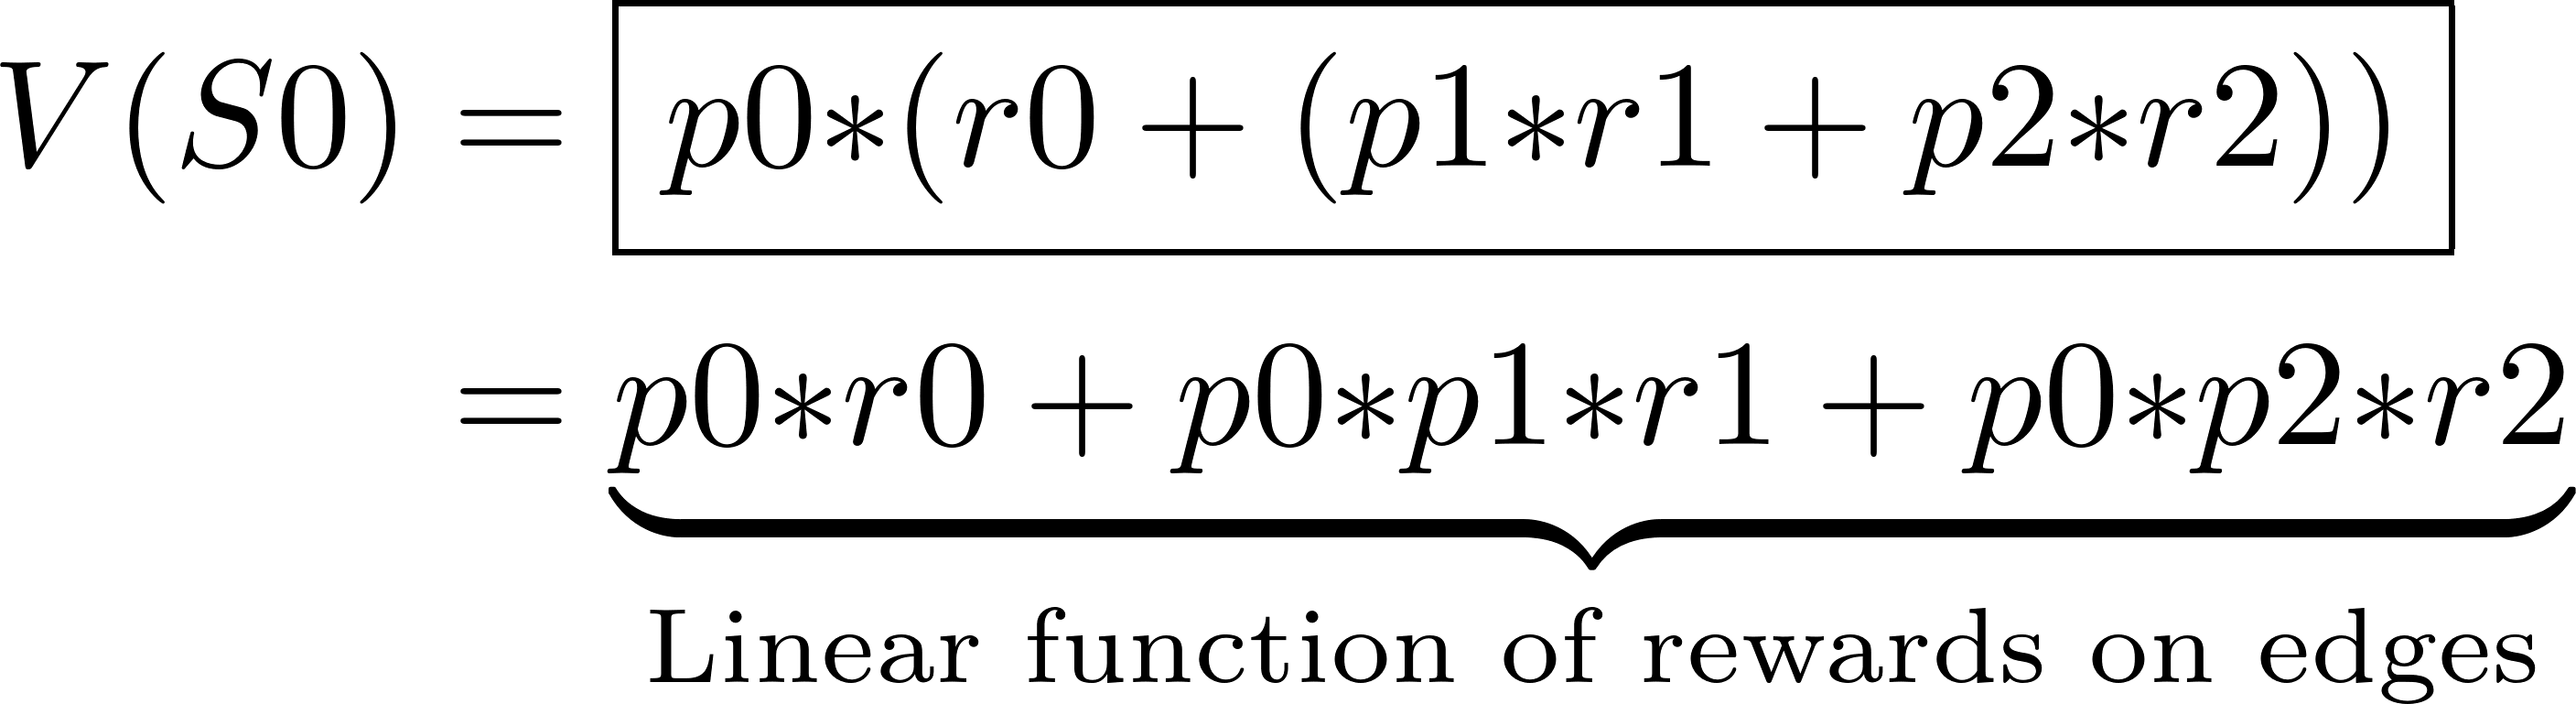 V(S0) = p0*(r0 + (p1*r1 + p2*r2))
= p0*r0 + p0*p1*r1 + p0*p2*r2
Linear function of rewards on edges